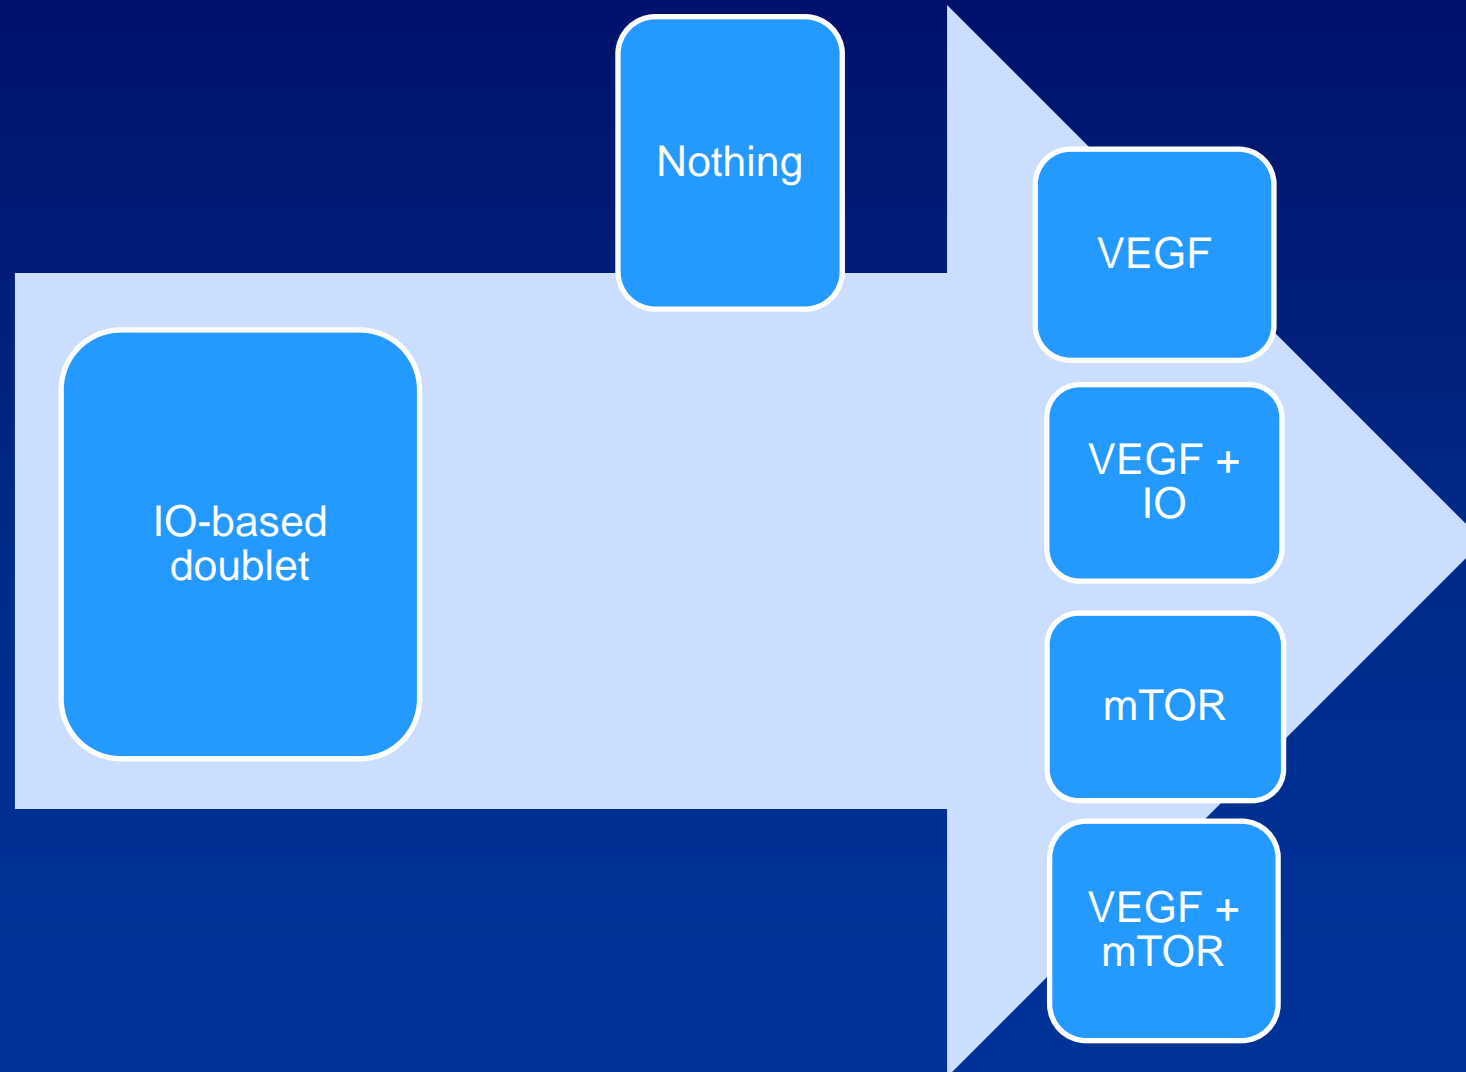 Nothing
IO-based
doublet
VEGF
VEGF +
IO
mTOR
VEGF +
mTOR